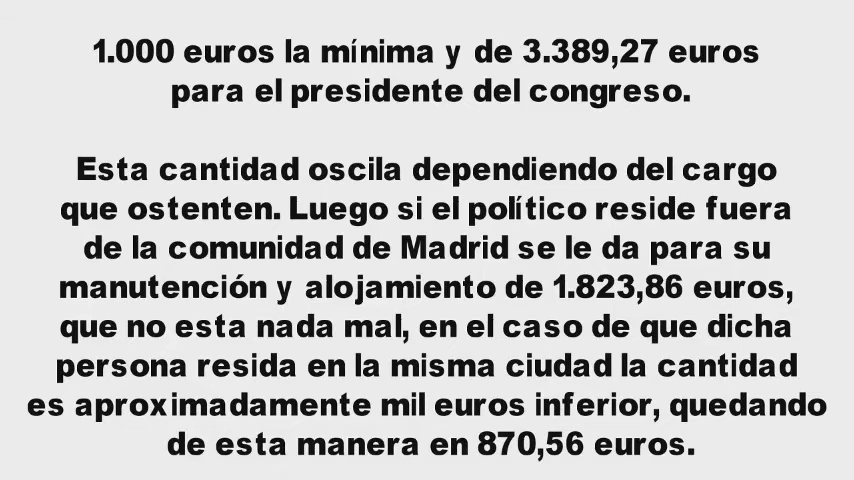 1.000 euros la mínima y de 3.389,27 euros
para el presidente del congreso.
Esta cantidad oscila dependiendo del cargo
que ostenten. Luego si el político reside fuera
de la comunidad de Madrid se le da para su
manutención y alojamiento de 1.823,86 euros,
que no esta nada mal, en el caso de que dicha
persona resida en la misma ciudad la cantidad
es aproximadamente mil euros inferior, quedando
de esta manera en 870,56 euros.